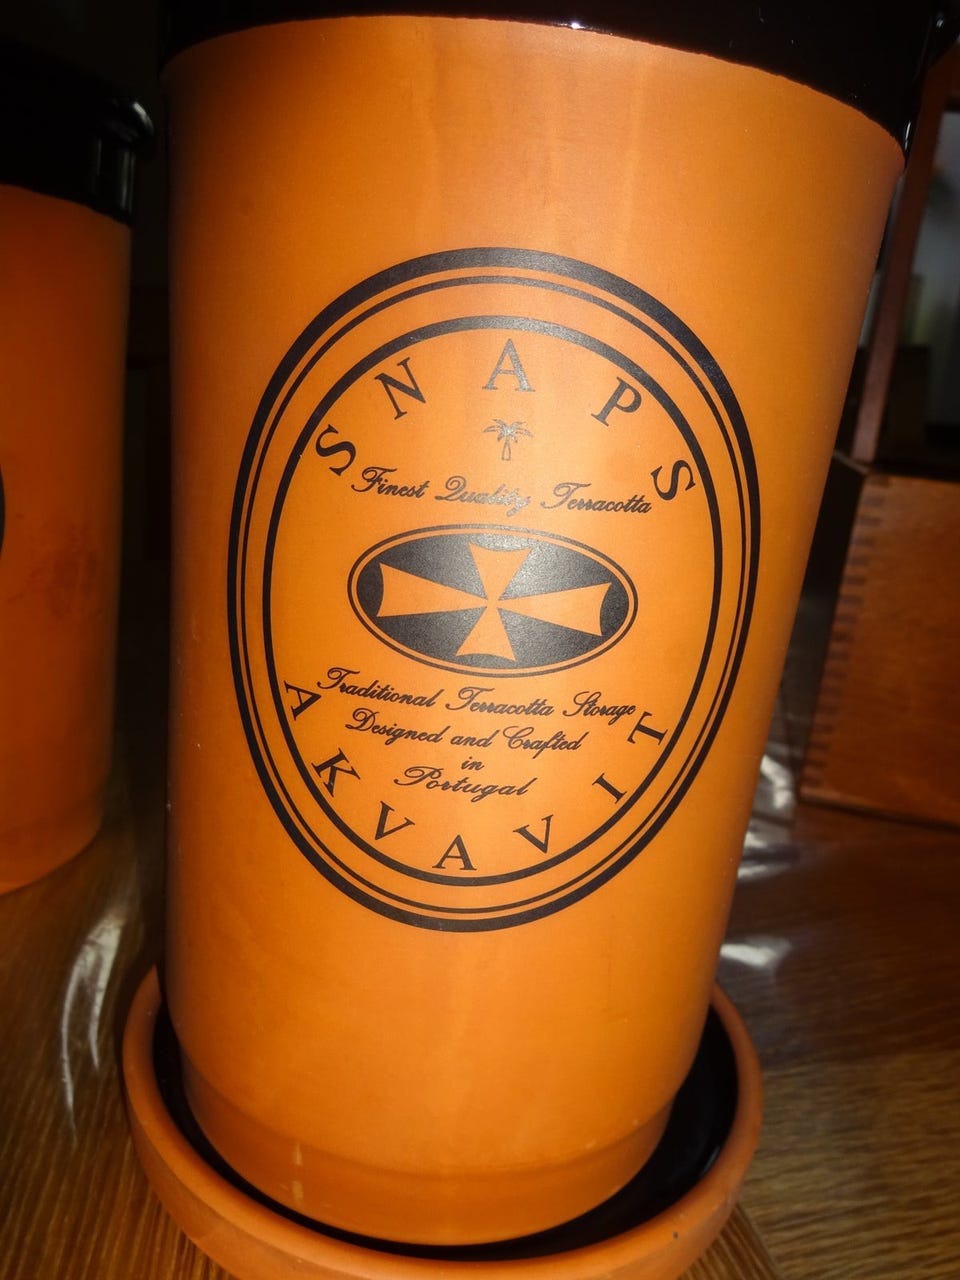 SNAPS
Finest Quality Terracotta
Traditional Terracotta Storage
Designed and Crafted
in
Portugal
AKVAVIT